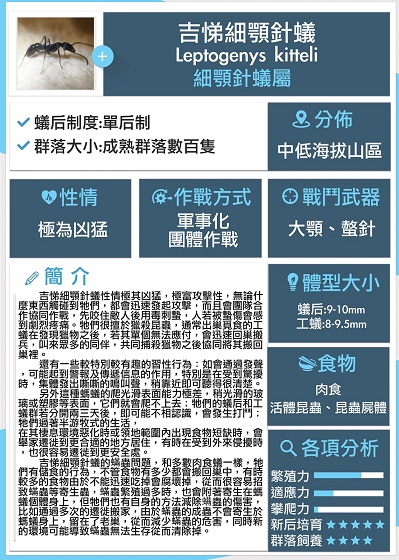 吉悌細顎針蟻
Leptogenys kitteli
細顎針蟻屬
蟻后制度:單后制
群落大小:成熟群落數百隻
分佈
中低海拔山區
性情
極為凶猛
作戰方式
軍事化
團體作戰
戰鬥武器
大顎、螫針
簡介
吉悌細顎針蟻性情極其凶猛，極富攻擊性，無論什
麼東西觸碰到牠們，都會迅速發起攻擊，而且會團隊合
作協同作戰，先咬住敵人後用毒刺螫，人若被螫傷會感
到劇烈疼痛。牠們很擅於獵殺昆蟲，通常出巢覓食的工
蟻在發現獵物之後，若其單個無法應付，會迅速回巢搬
兵，叫來眾多的同伴，共同捕殺獵物之後協同將其搬回
巢裡。
還有一些較特別較有趣的習性行為：如會通過發聲
，可能起到警報及傳遞信息的作用，特別是在受到驚擾
時，集體發出嘶嘶的鳴叫聲，稍靠近即可聽得很清楚。
另外這種螞蟻的爬光滑表面能力極差，稍光滑的玻
璃或塑膠等表面，它們就會爬不上去；牠們的蟻后和工
蟻群若分開兩三天後，即可能不相認識，會發生打鬥；
牠們過著半游牧式的生活，
在其棲息環境惡化時或領地範圍內出現食物短缺時，會
舉家遷徙到更合適的地方居住，有時在受到外來侵擾時
，也很容易遷徙到更安全處。
吉悌細顎針蟻的蟎蟲問題，和多數肉食蟻一樣，牠
們有儲食的行為，不管食物有多少都會搬回巢中，有時
較多的食物由於不能迅速吃掉會腐壞掉，從而很容易招
致蟎蟲等寄生蟲，蟎蟲繁殖過多時，也會附著寄生在螞
蟻個體身上，但牠們也有自身的方法減除蟎蟲的傷害，
比如通過多次的遷徙搬家，由於蟎蟲的成蟲不會寄生於
螞蟻身上，留在了老巢，從而減少蟎蟲的危害，同時新
的環境可能導致蟎蟲無法生存從而清除掉。
體型大小
蟻后:9-10mm
工蟻:8-9.5mm
食物
肉食
活體昆蟲、昆蟲屍體
各項分析
繁殖力
適應力
攀爬力
新后培育 ★★★★★
群落飼養 ★★★★